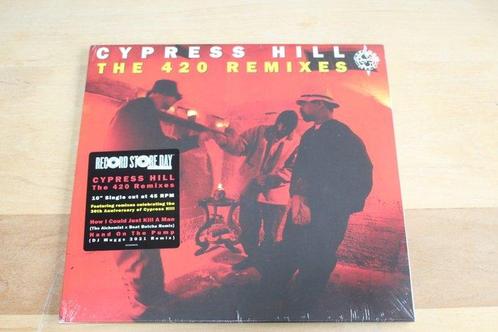 CYPRESS HILL
THE 420 REMIXES
RECORD STORE DAY
CYPRESS HILL
The 420 Remixes
10" Single cut at 45 RPM
Featuring remixes celebrating the
30th Anniversary of Cypress Hill
How I Could Just Kill A Man
(The Alchemist x Beat Butcha Remix)
Hand On The Pump
(DJ Muggs 2021 Remix)